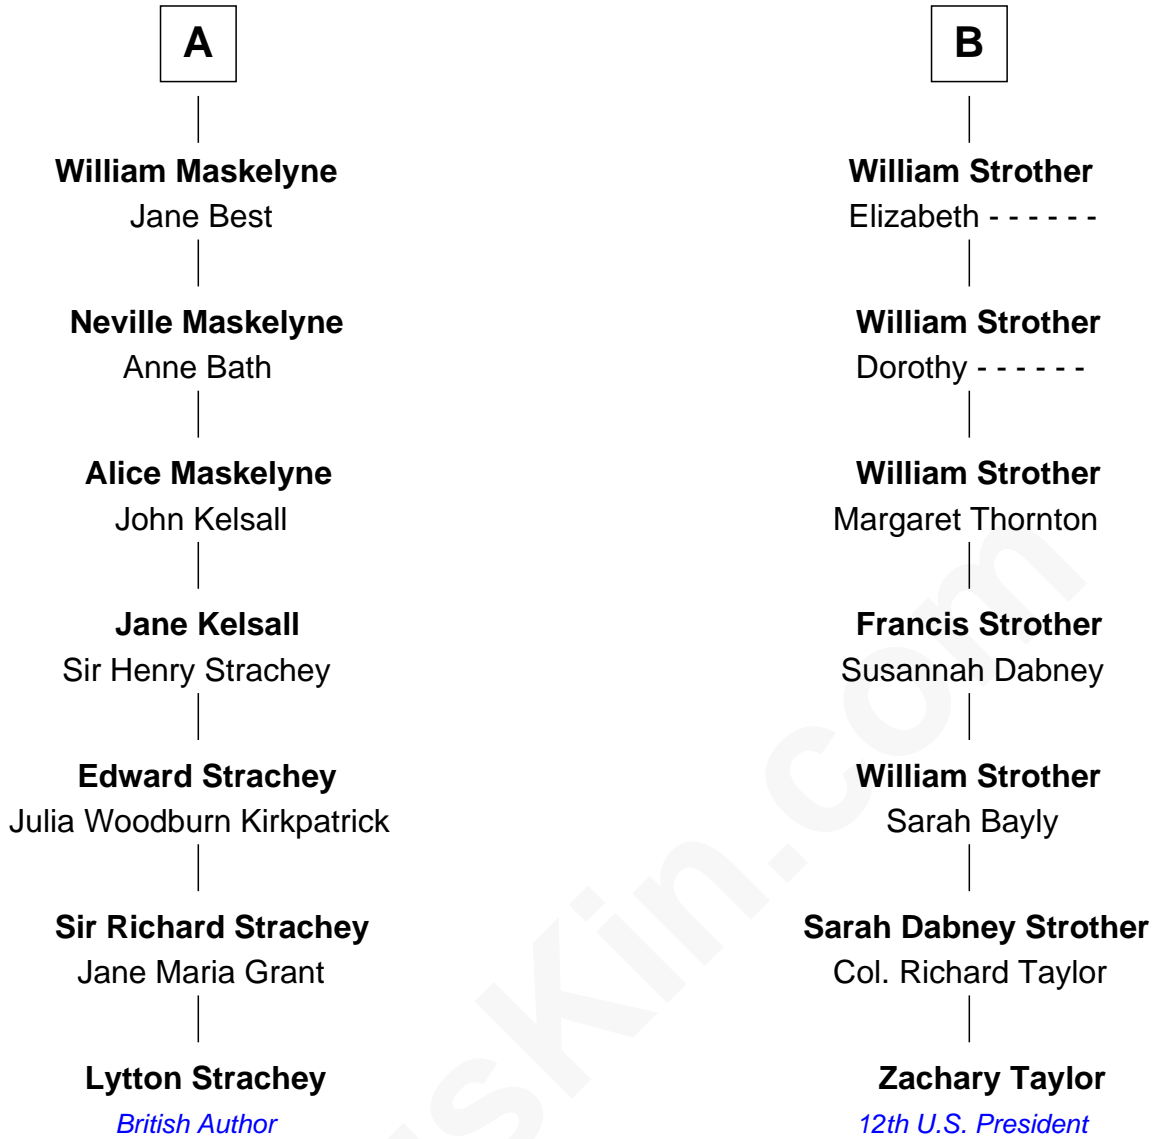 A
William Maskelyne
Jane Best
Neville Maskelyne
Anne Bath
Alice Maskelyne
John Kelsall
Jane Kelsall
Sir Henry Strachey
Edward Strachey
Julia Woodburn Kirkpatrick
Sir Richard Strachey
Jane Maria Grant
Lytton Strachey
British Author
B
William Strother
Elizabeth - - - - - -
William Strother
Dorothy - - - - - -
William Strother
Margaret Thornton
Francis Strother
Susannah Dabney
William Strother
Sarah Bayly
Sarah Dabney Strother
Col. Richard Taylor
Zachary Taylor
12th U.S. President